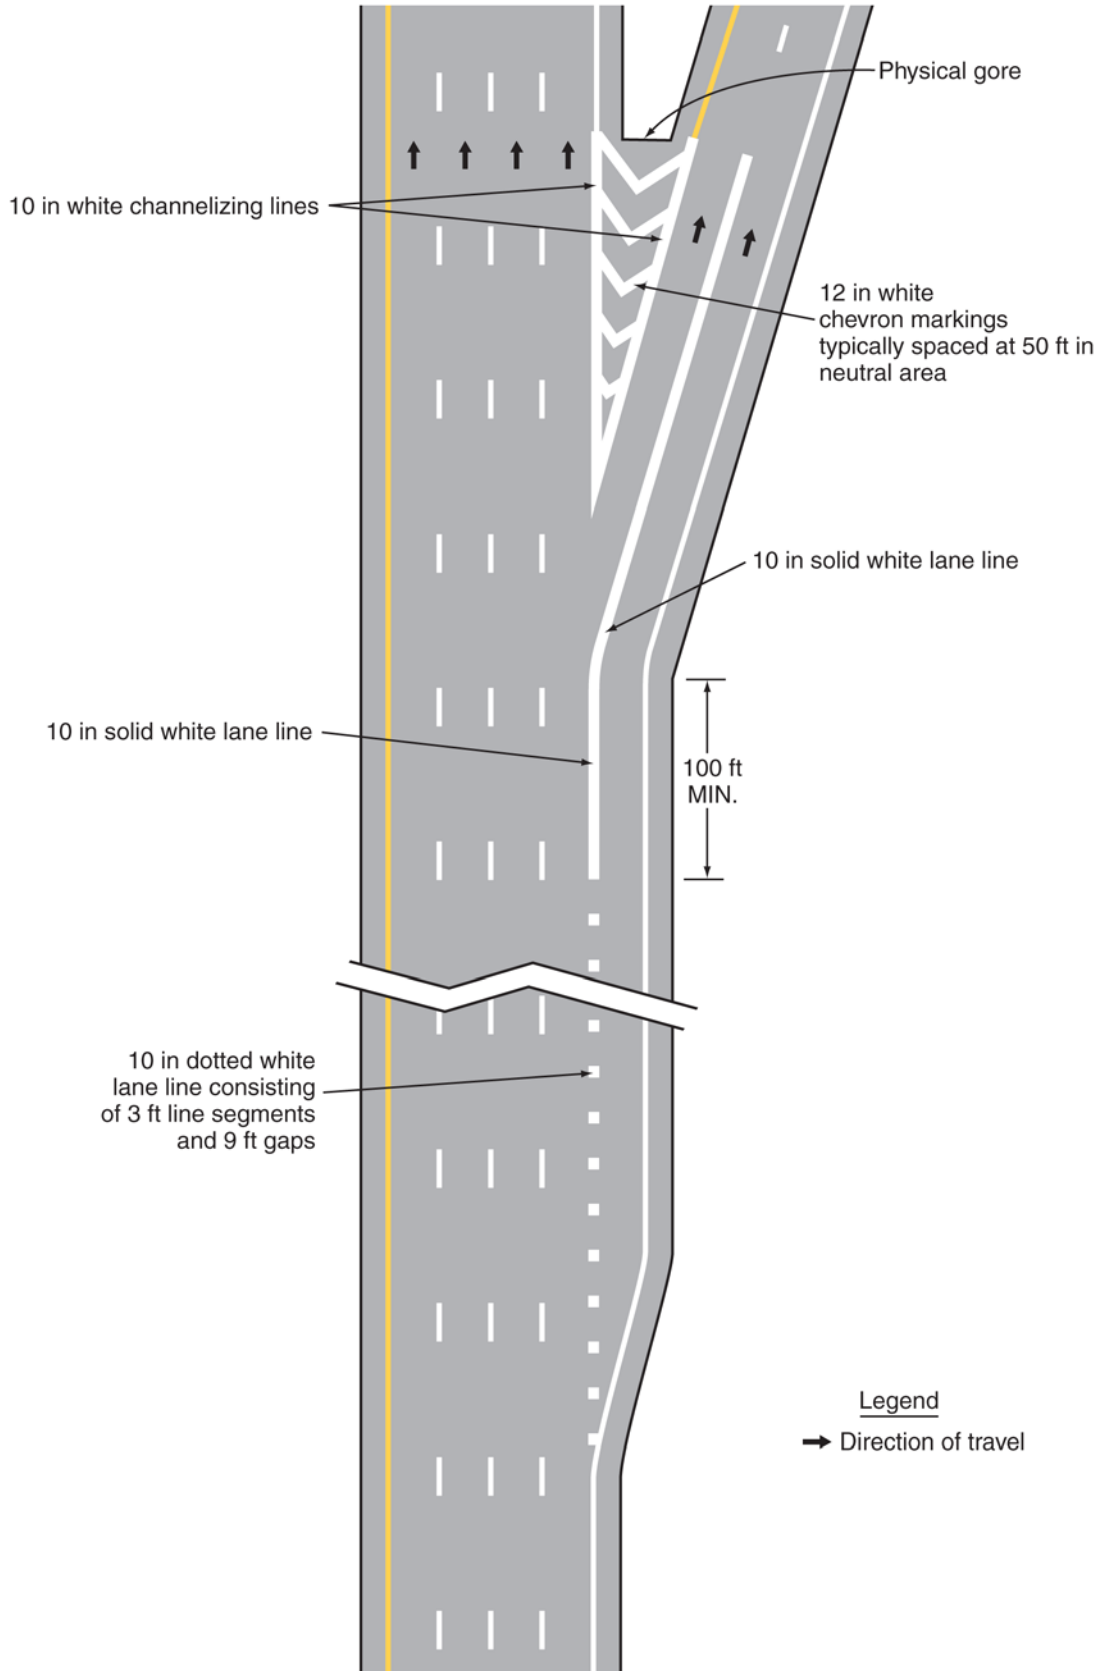 Physical gore
10 in white channelizing lines
12 in white
chevron markings
typically spaced at 50 ft in
neutral area
10 in solid white lane line
10 in solid white lane line
100 ft
MIN.
10 in dotted white
lane line consisting
of 3 ft line segments
and 9 ft gaps
Legend
Direction of travel